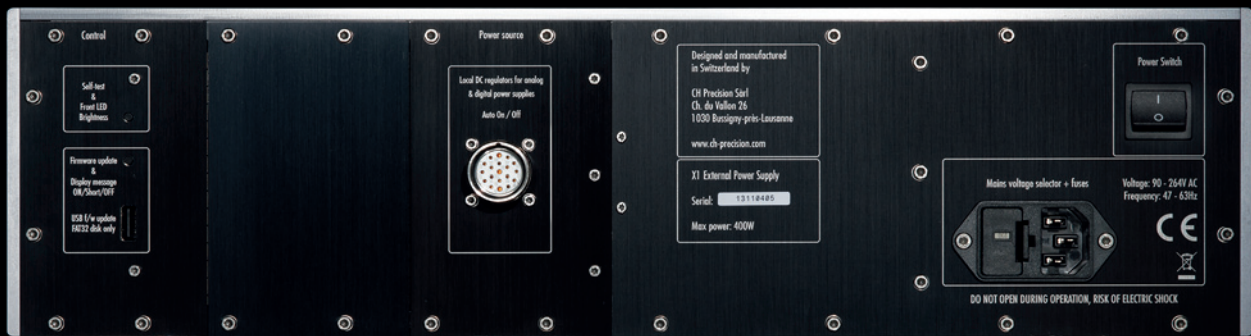 Control
Self-test
&
Front LED
Brightness
Firmware update
&
Display message
ON/Short/OFF
USB f/w update
FAT32 disk only
Power source
Local DC regulators for analog
& digital power supplies
Auto On / Off
Designed and manufactured
in Switzerland by
CH Precision Sàrl
Ch. du Vallon 26
1030 Bussigny-près-Lausanne
www.ch-precision.com
X1 External Power Supply
Serial: 13110405
Max power: 400W
Power Switch
I
O
Mains voltage selector + fuses
Voltage: 90 - 264V AC
Frequency: 47 - 63Hz
CE
DO NOT OPEN DURING OPERATION, RISK OF ELECTRIC SHOCK